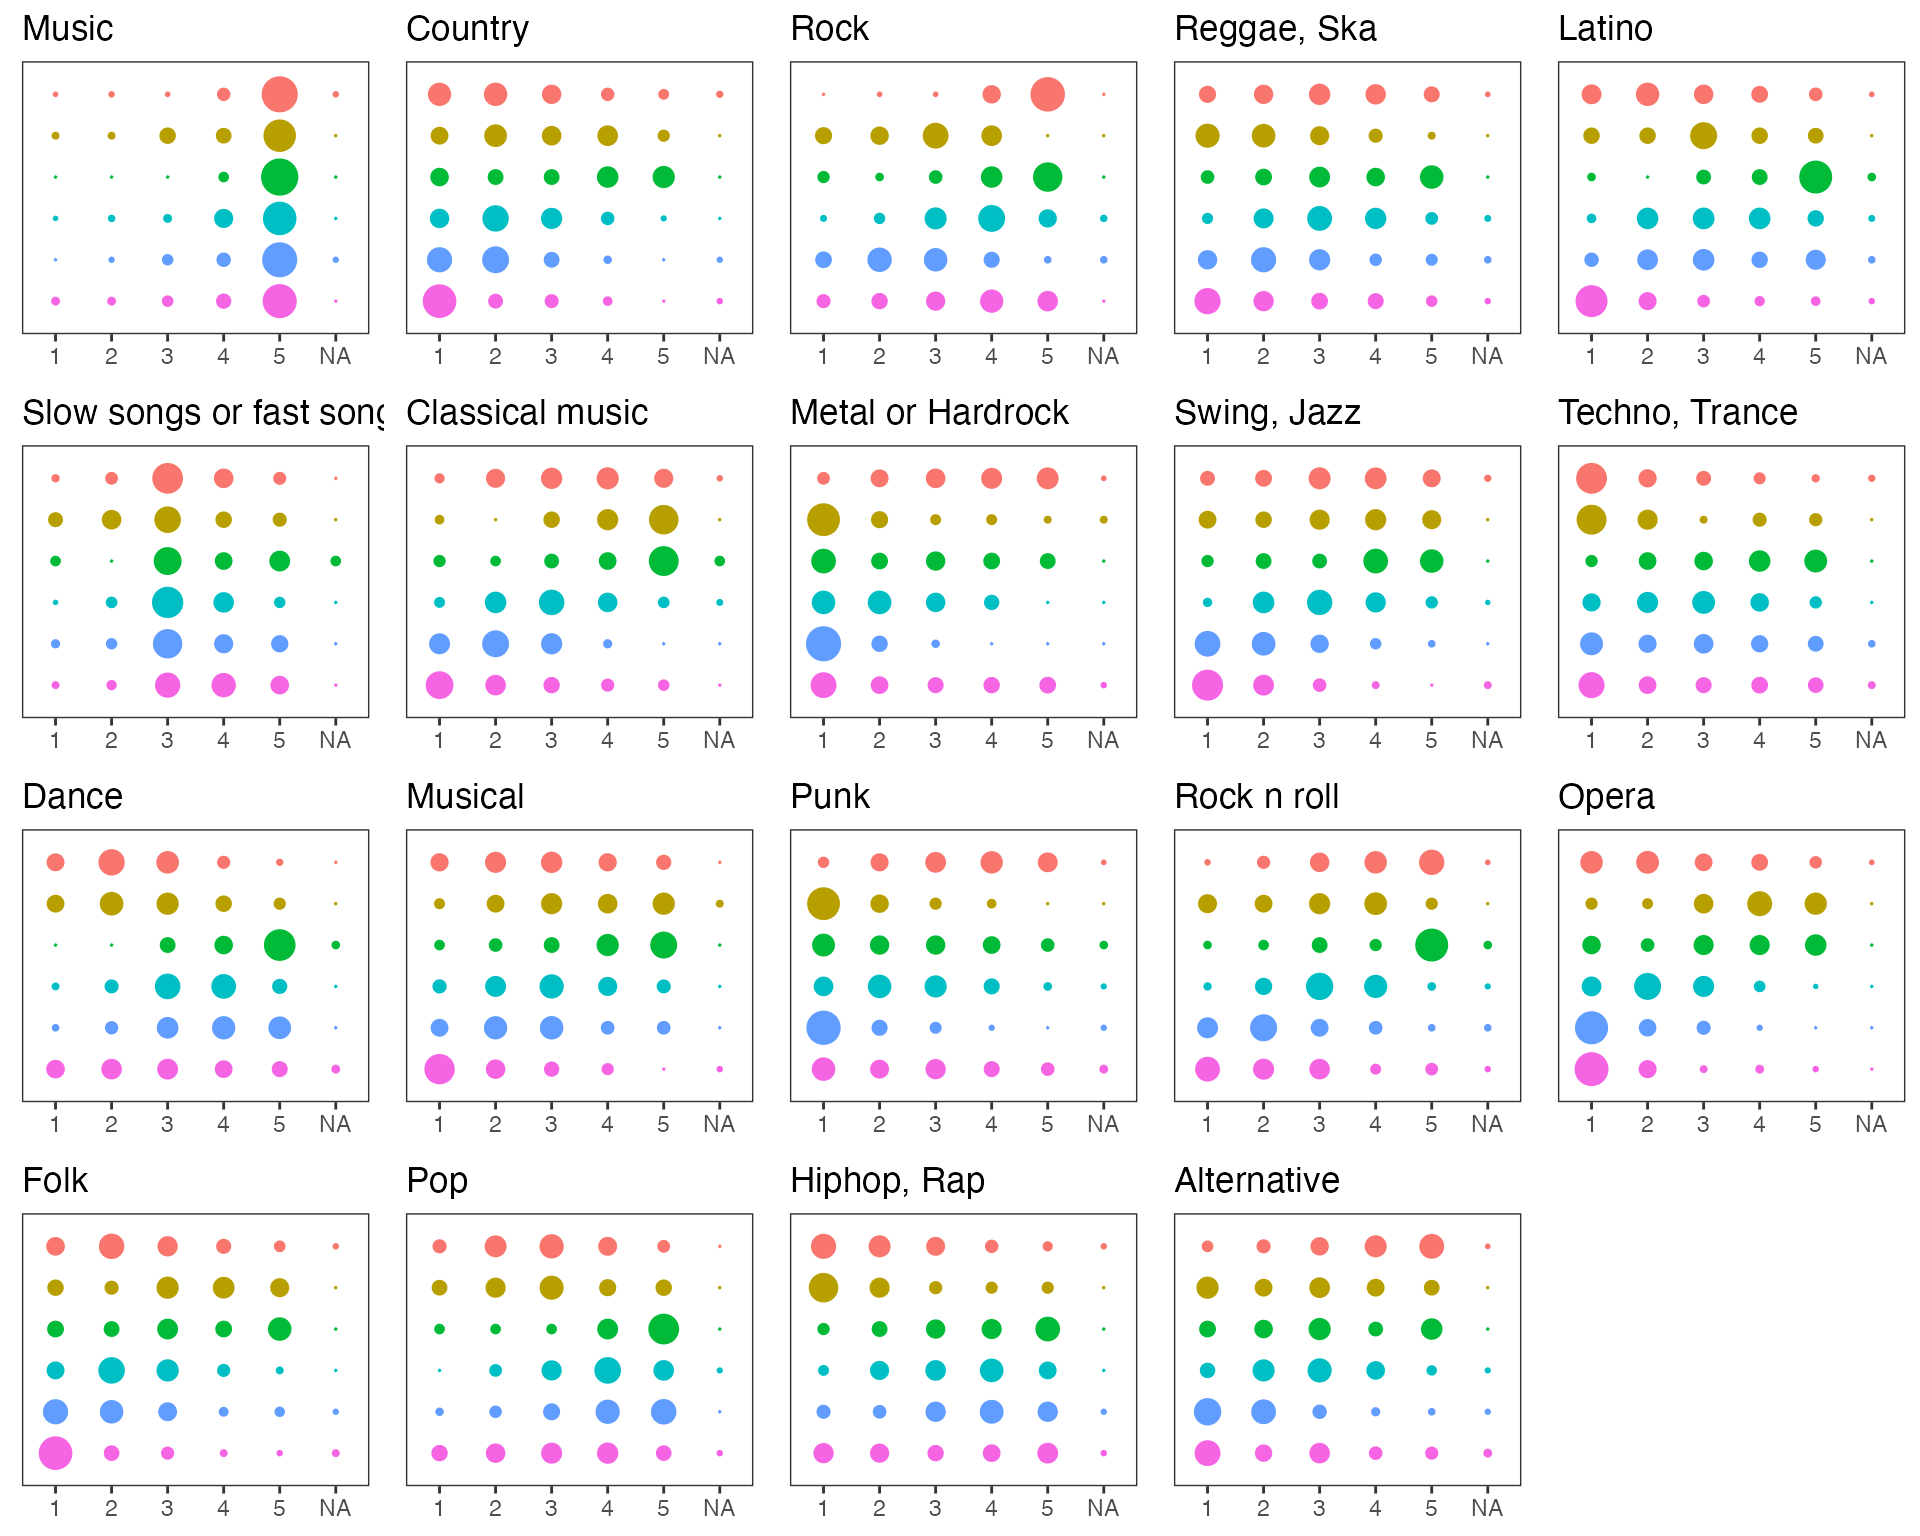 Music Country Rock Reggae, Ska Latino
1 2 3 4 5 NA 1 2 3 4 5 NA 1 2 3 4 5 NA 1 2 3 4 5 NA 1 2 3 4 5 NA
Slow songs or fast song Classical music Metal or Hardrock Swing, Jazz Techno, Trance
1 2 3 4 5 NA 1 2 3 4 5 NA 1 2 3 4 5 NA 1 2 3 4 5 NA 1 2 3 4 5 NA
Dance Musical Punk Rock n roll Opera
1 2 3 4 5 NA 1 2 3 4 5 NA 1 2 3 4 5 NA 1 2 3 4 5 NA 1 2 3 4 5 NA
Folk Pop Hiphop, Rap Alternative
1 2 3 4 5 NA 1 2 3 4 5 NA 1 2 3 4 5 NA 1 2 3 4 5 NA